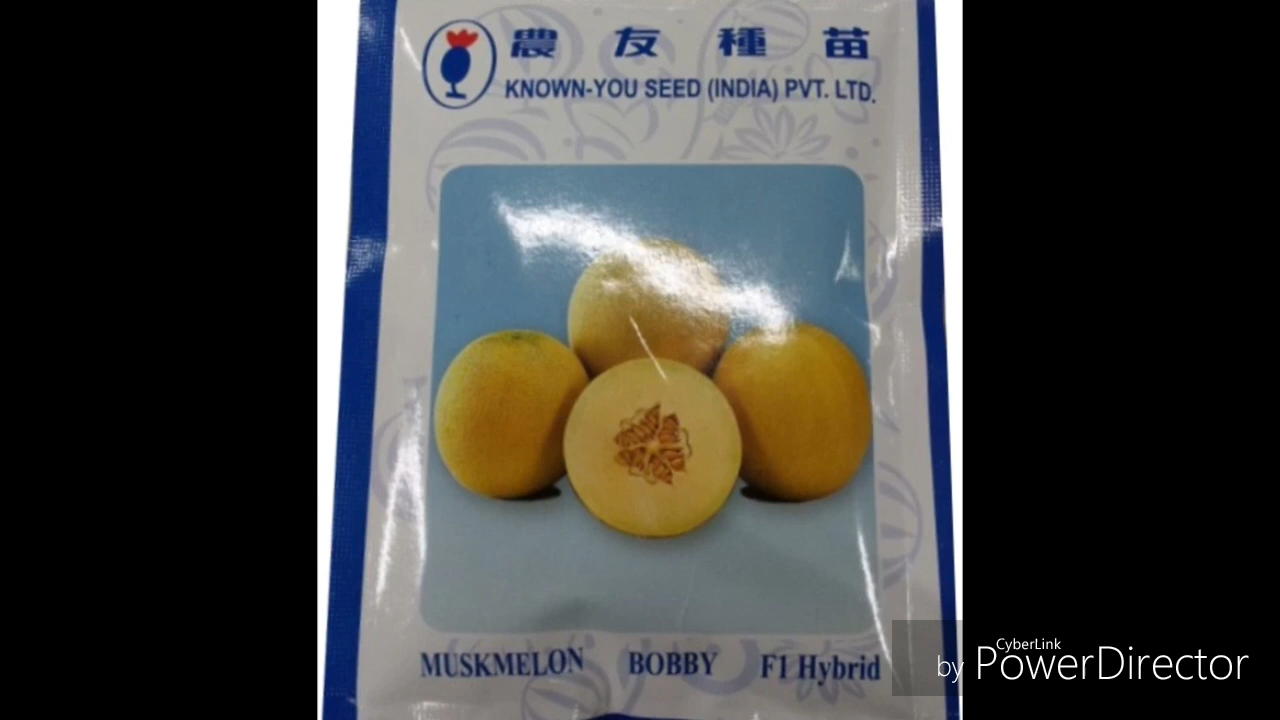 農友種苗
KNOWN-YOU SEED (INDIA) PVT. LTD.
MUSKMELON BOBBY F1 Hybrid
CyberLink
by PowerDirector